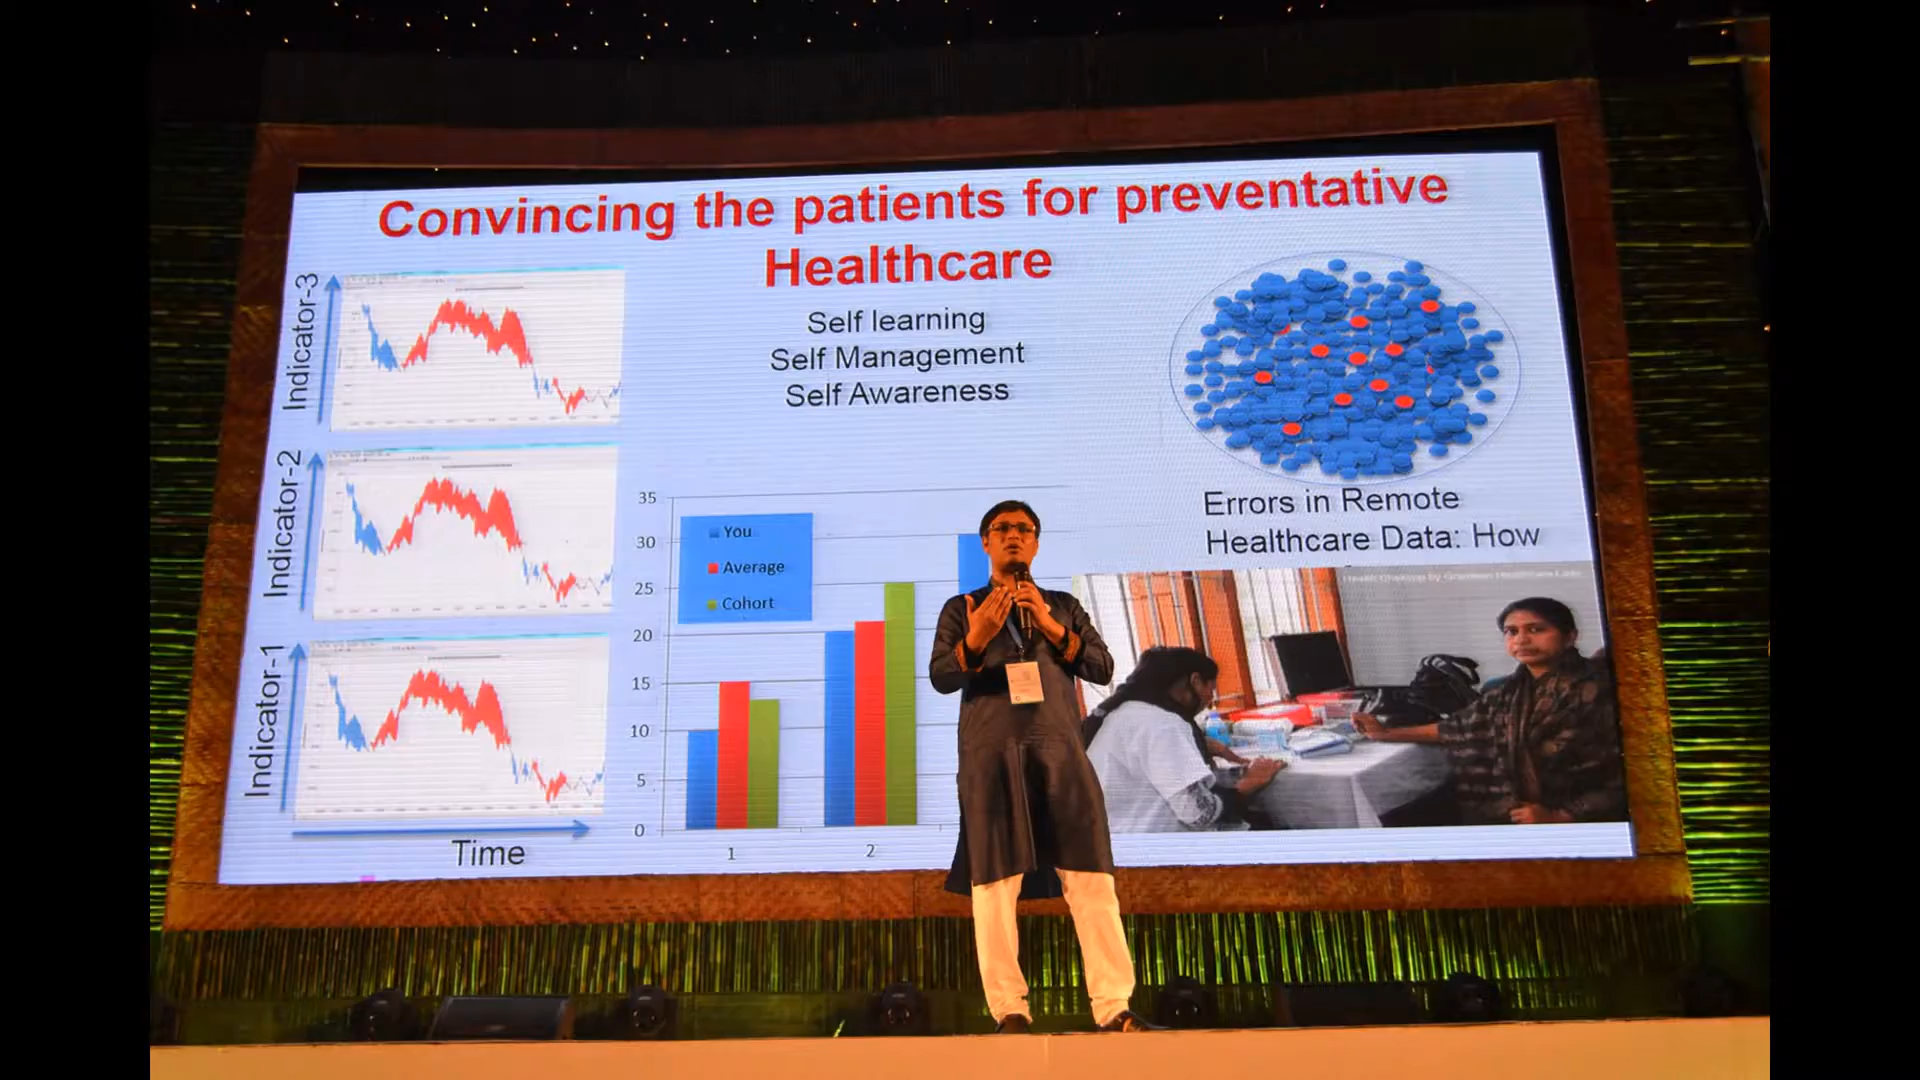 Convincing the patients for preventative
Healthcare
Self learning
Self Management
Self Awareness
Indicator-3
Indicator-2
Indicator-1
Time
35
30
25
20
15
10
5
0
You
Average
Cohort
1
2
Errors in Remote
Healthcare Data: How